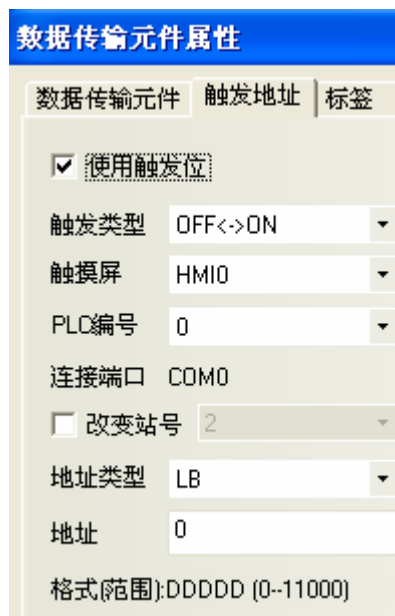 数据传输元件属性
数据传输元件 触发地址 标签
使用触发位
触发类型 OFF<->ON
触摸屏 HMI0
PLC编号 0
连接端口 COM0
改变站号 2
地址类型 LB
地址 0
格式(范围):DDDDD (0--11000)